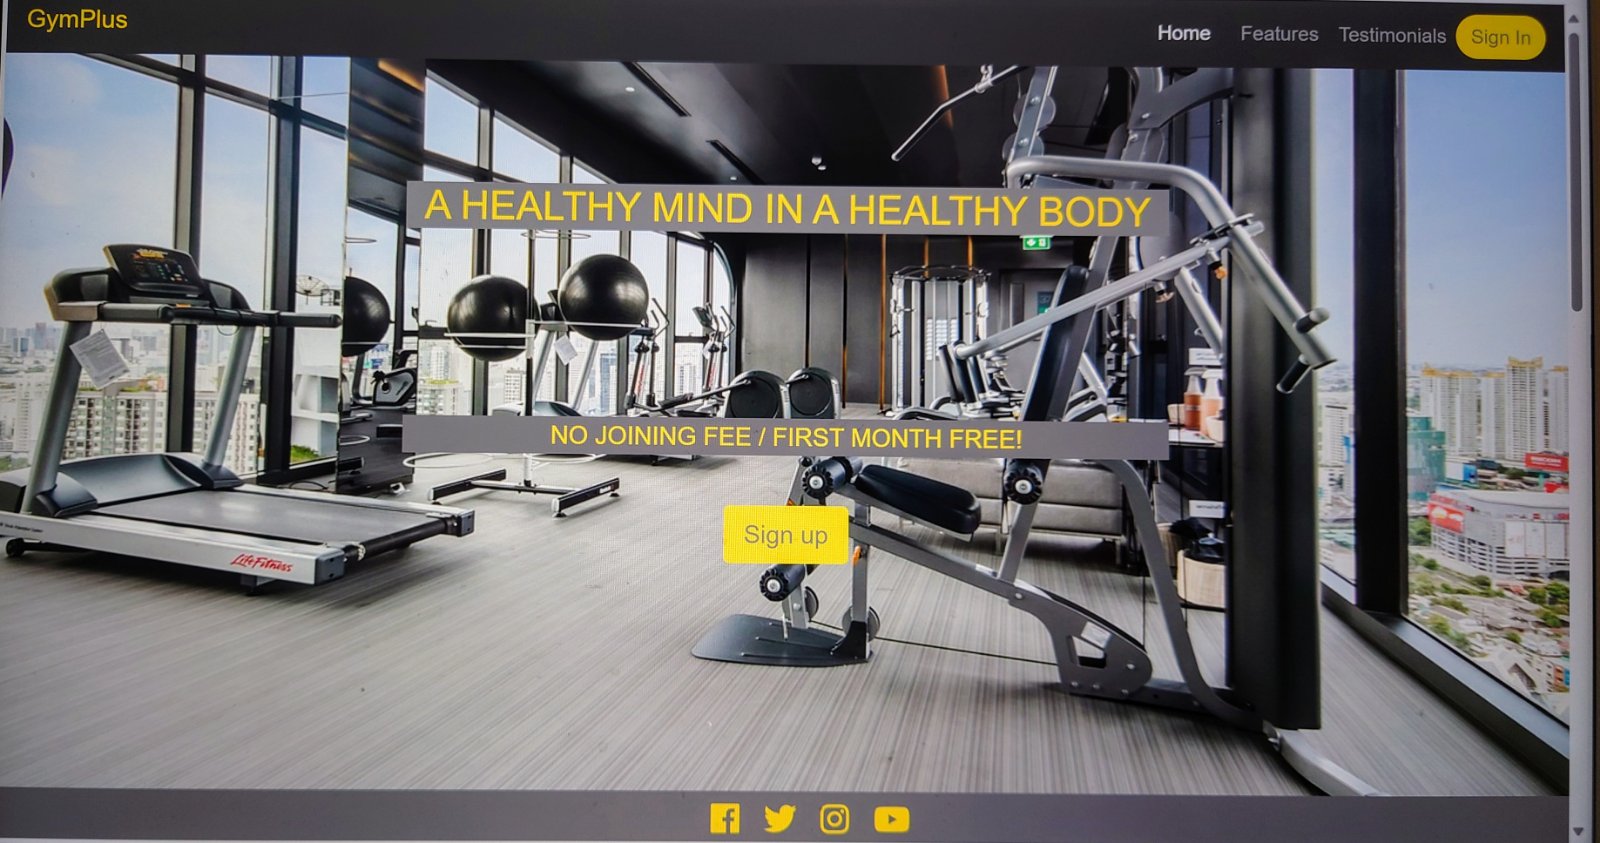 GymPlus
Home Features Testimonials Sign In
A HEALTHY MIND IN A HEALTHY BODY
NO JOINING FEE / FIRST MONTH FREE!
Sign up
LifeFitness